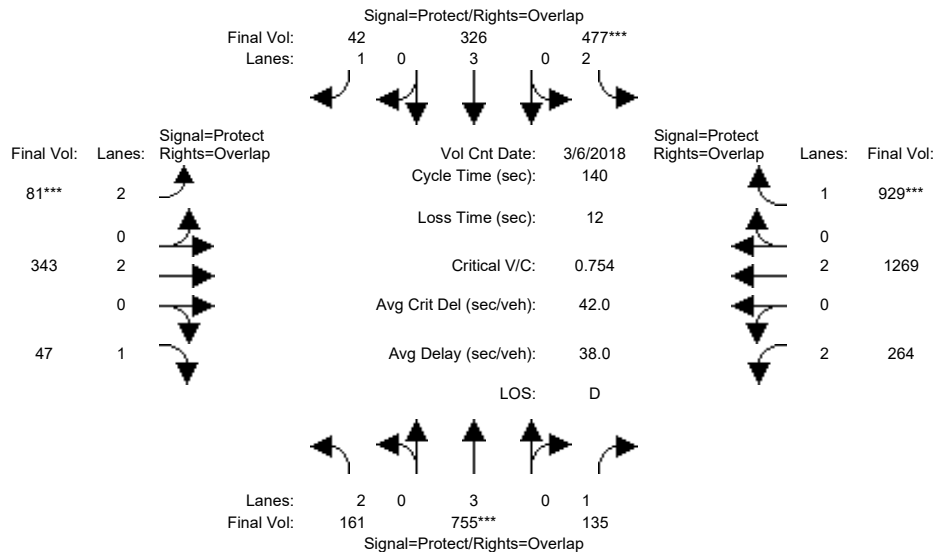 Signal=Protect/Rights=Overlap
Final Vol: 42 326 477***
Lanes: 1 0 3 0 2
Signal=Protect
Final Vol: Lanes: Rights=Overlap
Vol Cnt Date: 3/6/2018
Signal=Protect
Rights=Overlap Lanes: Final Vol:
Cycle Time (sec): 140
81*** 2
1 929***
Loss Time (sec): 12
0
0
343 2
Critical V/C: 0.754
2 1269
0
Avg Crit Del (sec/veh): 42.0
0
47 1
Avg Delay (sec/veh): 38.0
2 264
LOS: D
Lanes: 2 0 3 0 1
Final Vol: 161 755*** 135
Signal=Protect/Rights=Overlap